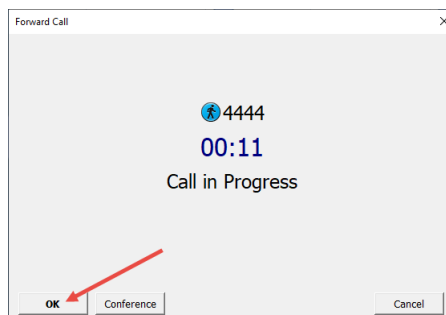 Forward Call
4444
00:11
Call in Progress
OK Conference Cancel